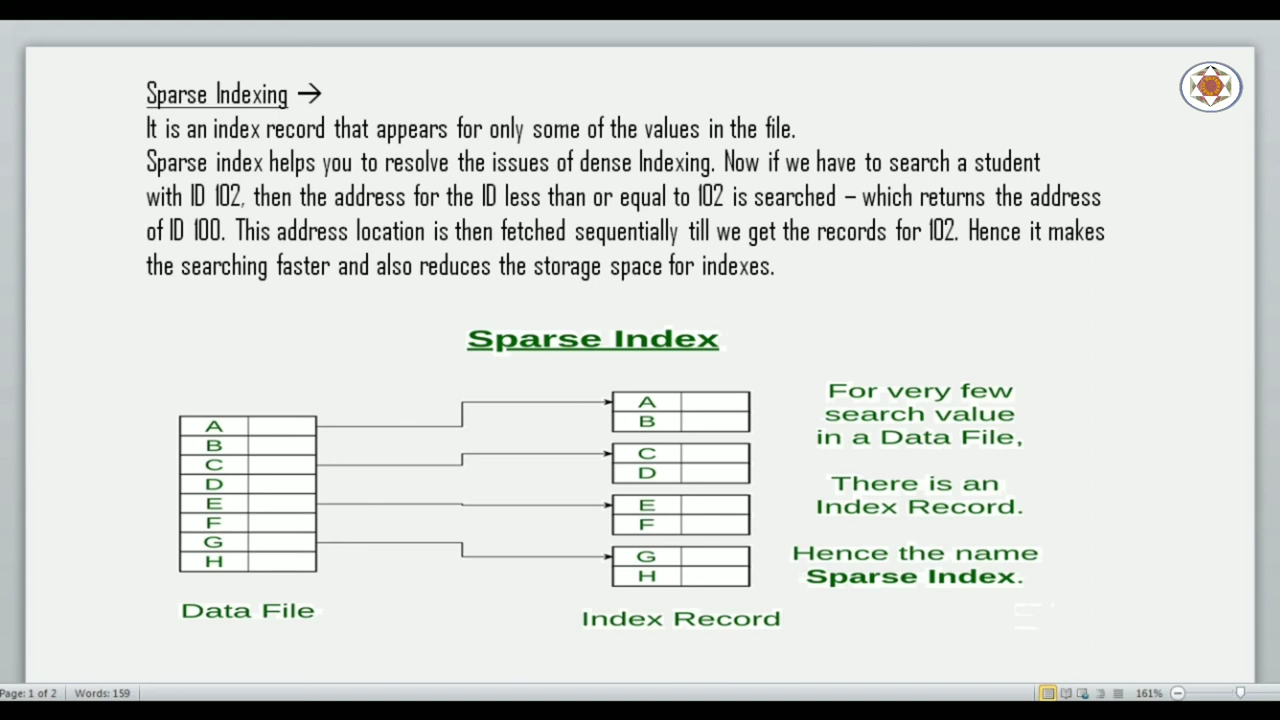 Sparse Indexing →
It is an index record that appears for only some of the values in the file.
Sparse index helps you to resolve the issues of dense Indexing. Now if we have to search a student
with ID 102, then the address for the ID less than or equal to 102 is searched – which returns the address
of ID 100. This address location is then fetched sequentially till we get the records for 102. Hence it makes
the searching faster and also reduces the storage space for indexes.
Sparse Index
A
B
C
D
E
F
G
H
Data File
A
B
C
D
E
F
G
H
Index Record
For very few
search value
in a Data File,
There is an
Index Record.
Hence the name
Sparse Index.
Page: 1 of 2 Words: 159
161%